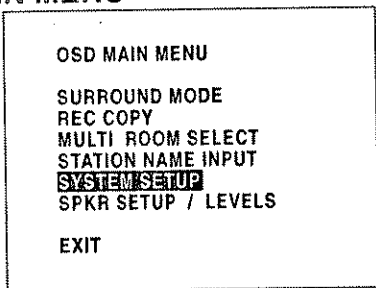 OSD MAIN MENU
SURROUND MODE
REC COPY
MULTI ROOM SELECT
STATION NAME INPUT
SYSTEM SETUP
SPKR SETUP / LEVELS
EXIT